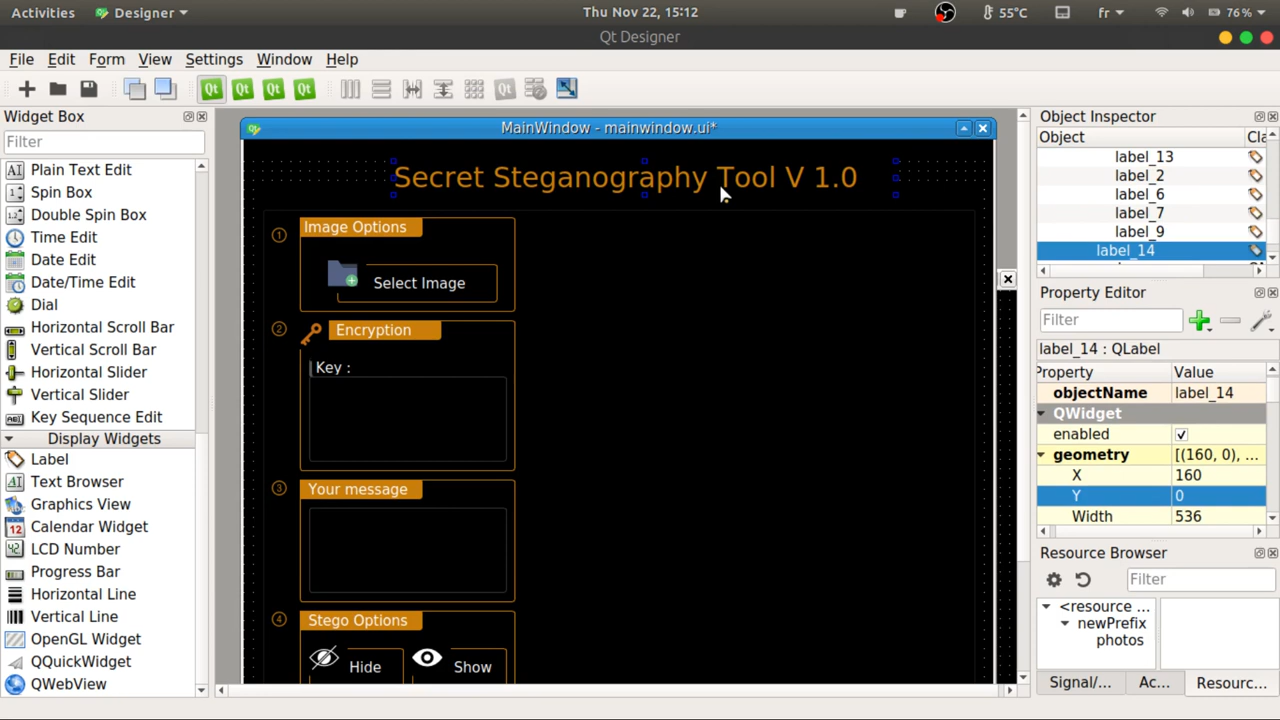 Activities Designer Thu Nov 22, 15:12 55°C fr 76%
Qt Designer
File Edit Form View Settings Window Help
Widget Box
Filter
Plain Text Edit
Spin Box
Double Spin Box
Time Edit
Date Edit
Date/Time Edit
Dial
Horizontal Scroll Bar
Vertical Scroll Bar
Horizontal Slider
Vertical Slider
Key Sequence Edit
Display Widgets
Label
Text Browser
Graphics View
Calendar Widget
LCD Number
Progress Bar
Horizontal Line
Vertical Line
OpenGL Widget
QQuickWidget
QWebView
MainWindow - mainwindow.ui*
Secret Steganography Tool V 1.0
1 Image Options
Select Image
2 Encryption
Key :
3 Your message
4 Stego Options
Hide Show
Object Inspector
Object Cla
label_13
label_2
label_6
label_7
label_9
label_14
Property Editor
Filter
label_14 : QLabel
Property Value
objectName label_14
QWidget
enabled
geometry [(160, 0), ...
X 160
Y 0
Width 536
Resource Browser
Filter
<resource ...
newPrefix
photos
Signal/... Ac... Resourc...